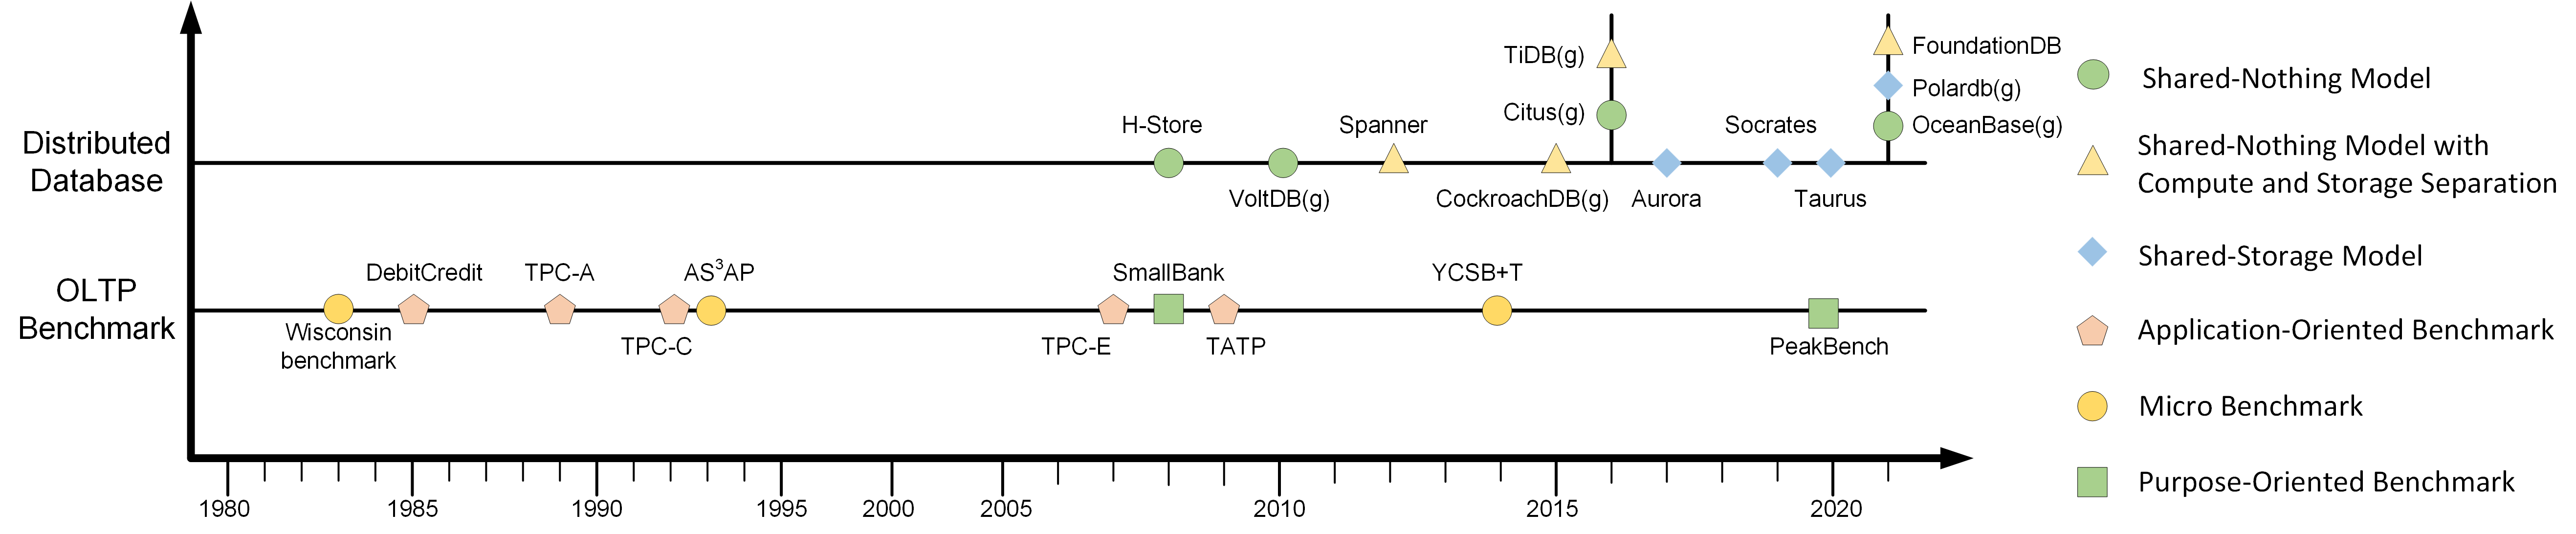 TiDB(g)
Citus(g)
FoundationDB
Polardb(g)
OceanBase(g)
H-Store
Spanner
Socrates
Distributed
Database
VoltDB(g)
CockroachDB(g)
Aurora
Taurus
DebitCredit
TPC-A
AS³AP
SmallBank
YCSB+T
OLTP
Benchmark
Wisconsin
benchmark
TPC-C
TPC-E
TATP
PeakBench
1980
1985
1990
1995
2000
2005
2010
2015
2020
Shared-Nothing Model
Shared-Nothing Model with
Compute and Storage Separation
Shared-Storage Model
Application-Oriented Benchmark
Micro Benchmark
Purpose-Oriented Benchmark